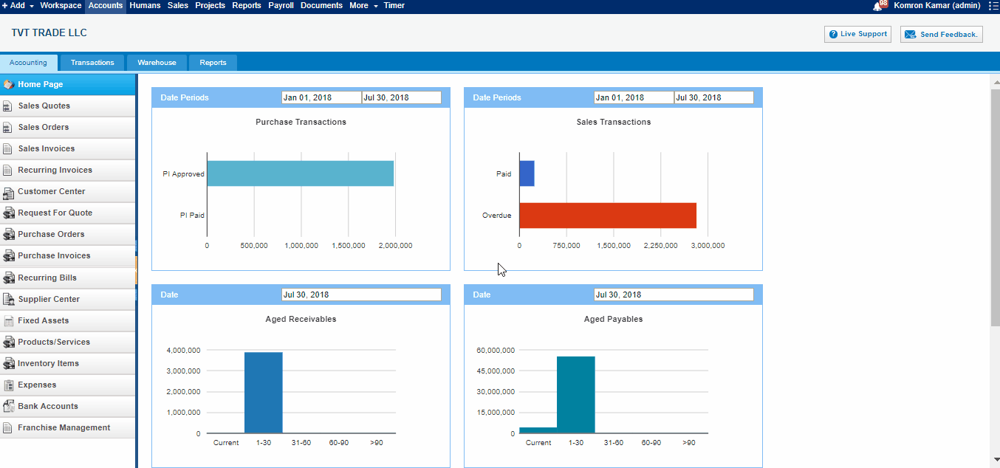 + Add Workspace Accounts Humans Sales Projects Reports Payroll Documents More Timer 98 Komron Kamar (admin)
TVT TRADE LLC
Live Support Send Feedback.
Accounting Transactions Warehouse Reports
Home Page
Sales Quotes
Sales Orders
Sales Invoices
Recurring Invoices
Customer Center
Request For Quote
Purchase Orders
Purchase Invoices
Recurring Bills
Supplier Center
Fixed Assets
Products/Services
Inventory Items
Expenses
Bank Accounts
Franchise Management
Date Periods Jan 01, 2018 Jul 30, 2018
Purchase Transactions
PI Approved
PI Paid
0 500,000 1,000,000 1,500,000 2,000,000
Date Periods Jan 01, 2018 Jul 30, 2018
Sales Transactions
Paid
Overdue
0 750,000 1,500,000 2,250,000 3,000,000
Date Jul 30, 2018
Aged Receivables
4,000,000
3,000,000
2,000,000
1,000,000
0
Current 1-30 31-60 60-90 >90
Date Jul 30, 2018
Aged Payables
60,000,000
45,000,000
30,000,000
15,000,000
0
Current 1-30 31-60 60-90 >90